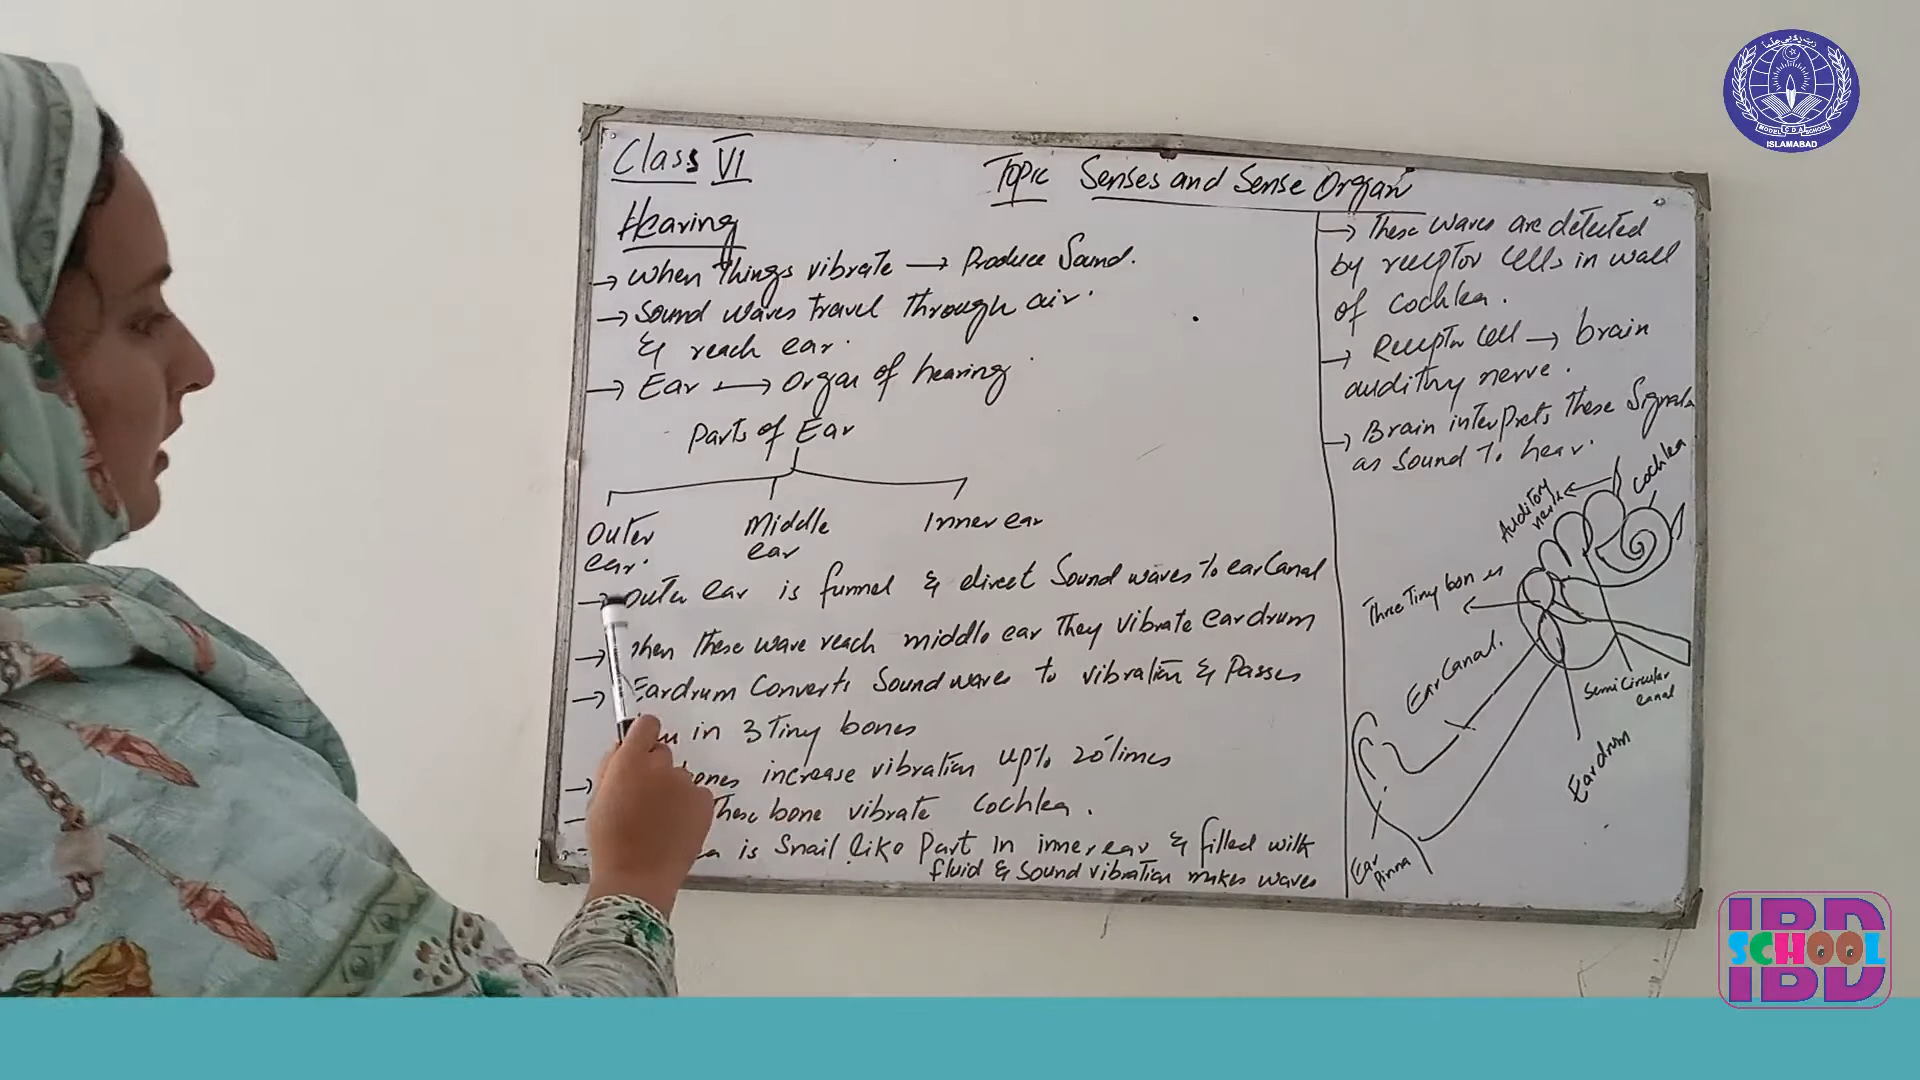 Class VI
Topic Senses and Sense Organ
Hearing
→ When Things vibrate → Produce Sound.
→ Sound waves travel through air
& reach ear.
→ Ear → Organ of hearing
Parts of Ear
Outer ear.
Middle ear
Inner ear
→ Outer ear is funnel & direct Sound waves to ear Canal
→ when these wave reach middle ear They vibrate eardrum
→ Eardrum Converts Sound waves to vibration & Passes
in 3 Tiny bones
→ bones increase vibration upto 20 times
These bone vibrate Cochlea.
is Snail like Part in inner ear & filled with
fluid & Sound vibration makes waves
→ These waves are detected
by receptor cells in wall
of cochlea.
→ Receptor cell → brain
nerve.
→ Brain interprets These Signals
as Sound to hear.
Auditory nerve
Cochlea
Three Tiny bones
Ear Canal.
Semi Circular canal
Eardrum
Ear Pinna
MODEL SCHOOL
ISLAMABAD
IBD
SCHOOL
IBD